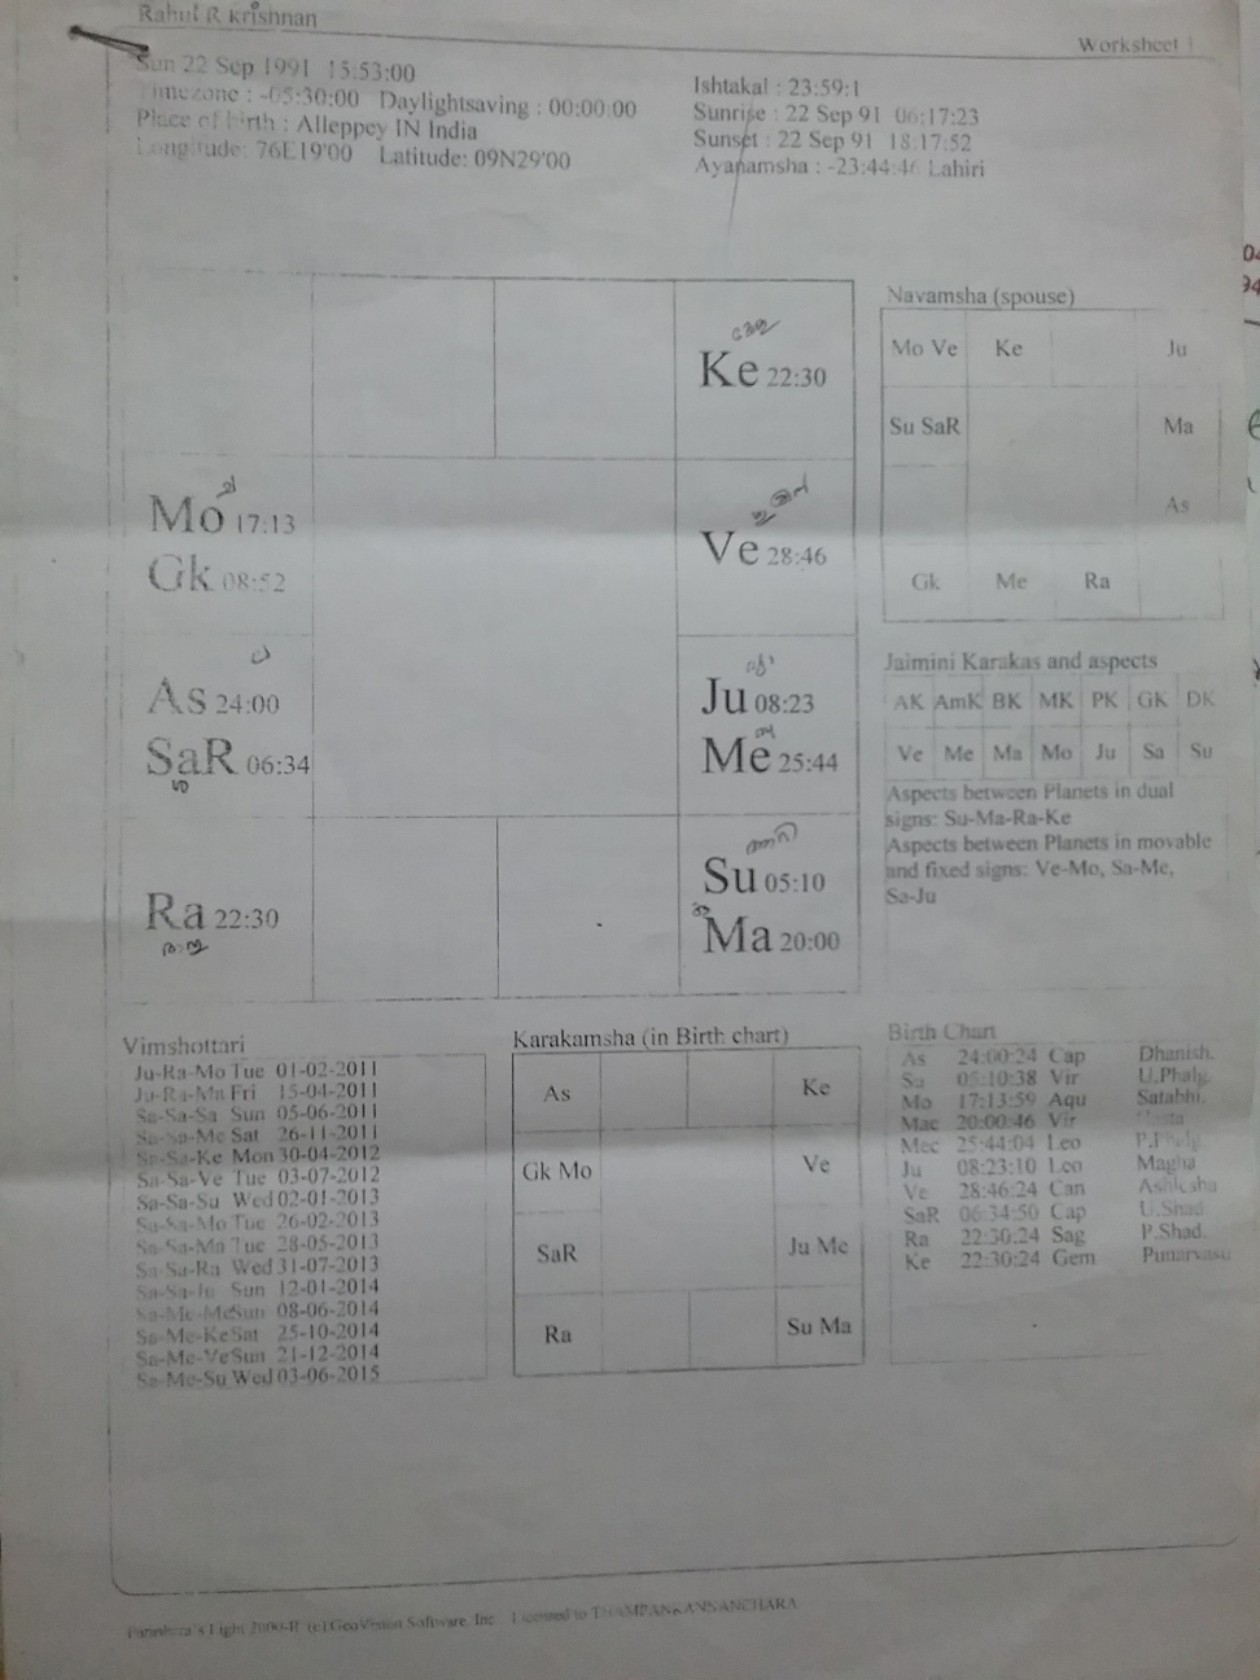 Rahul R Krishnan
Worksheet 1
Sun 22 Sep 1991 15:53:00
Timezone : -05:30:00 Daylightsaving : 00:00:00
Place of birth : Alleppey IN India
Longitude: 76E19'00 Latitude: 09N29'00
Ishtakal : 23:59:1
Sunrise : 22 Sep 91 06:17:23
Sunset : 22 Sep 91 18:17:52
Ayanamsha : -23:44:46 Lahiri
Ke 22:30
Mo 17:13
Gk 08:52
Ve 28:46
As 24:00
SaR 06:34
Ju 08:23
Me 25:44
Ra 22:30
Su 05:10
Ma 20:00
Navamsha (spouse)
Mo Ve Ke Ju
Su SaR Ma
As
Gk Me Ra
Jaimini Karakas and aspects
AK AmK BK MK PK GK DK
Ve Me Ma Mo Ju Sa Su
Aspects between Planets in dual
signs: Su-Ma-Ra-Ke
Aspects between Planets in movable
and fixed signs: Ve-Mo, Sa-Me,
Sa-Ju
Vimshottari
Ju-Ra-Mo Tue 01-02-2011
Ju-Ra-Ma Fri 15-04-2011
Sa-Sa-Sa Sun 05-06-2011
Sa-Sa-Me Sat 26-11-2011
Sa-Sa-Ke Mon 30-04-2012
Sa-Sa-Ve Tue 03-07-2012
Sa-Sa-Su Wed 02-01-2013
Sa-Sa-Mo Tue 26-02-2013
Sa-Sa-Ma Tue 28-05-2013
Sa-Sa-Ra Wed 31-07-2013
Sa-Sa-Ju Sun 12-01-2014
Sa-Me-Me Sun 08-06-2014
Sa-Me-Ke Sat 25-10-2014
Sa-Me-Ve Sun 21-12-2014
Sa-Me-Su Wed 03-06-2015
Karakamsha (in Birth chart)
As Ke
Gk Mo Ve
SaR Ju Me
Ra Su Ma
Birth Chart
As 24:00:24 Cap Dhanish.
Su 05:10:38 Vir U.Phalg.
Mo 17:13:59 Aqu Satabhi.
Mac 20:00:46 Vir
Mec 25:44:04 Leo P.Phalg.
Ju 08:23:10 Leo Magha
Ve 28:46:24 Can Ashlesha
SaR 06:34:50 Cap U.Shad
Ra 22:30:24 Sag P.Shad.
Ke 22:30:24 Gem Punarvasu
Parashara's Light 2000-II (c) GeoVision Software, Inc. Licensed to THAMPANKANNANCHARA